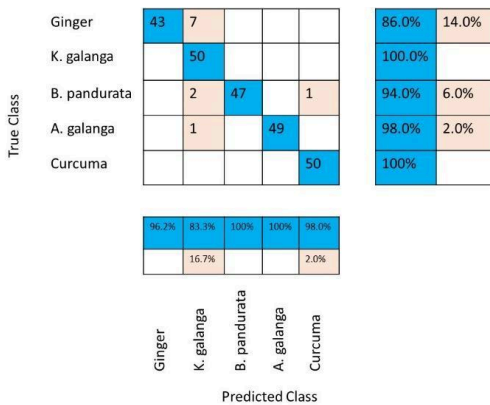 Ginger 43 7 86.0% 14.0%
K. galanga 50 100.0%
B. pandurata 2 47 1 94.0% 6.0%
A. galanga 1 49 98.0% 2.0%
Curcuma 50 100%
True Class
96.2% 83.3% 100% 100% 98.0%
16.7% 2.0%
Ginger
K. galanga
B. pandurata
A. galanga
Curcuma
Predicted Class